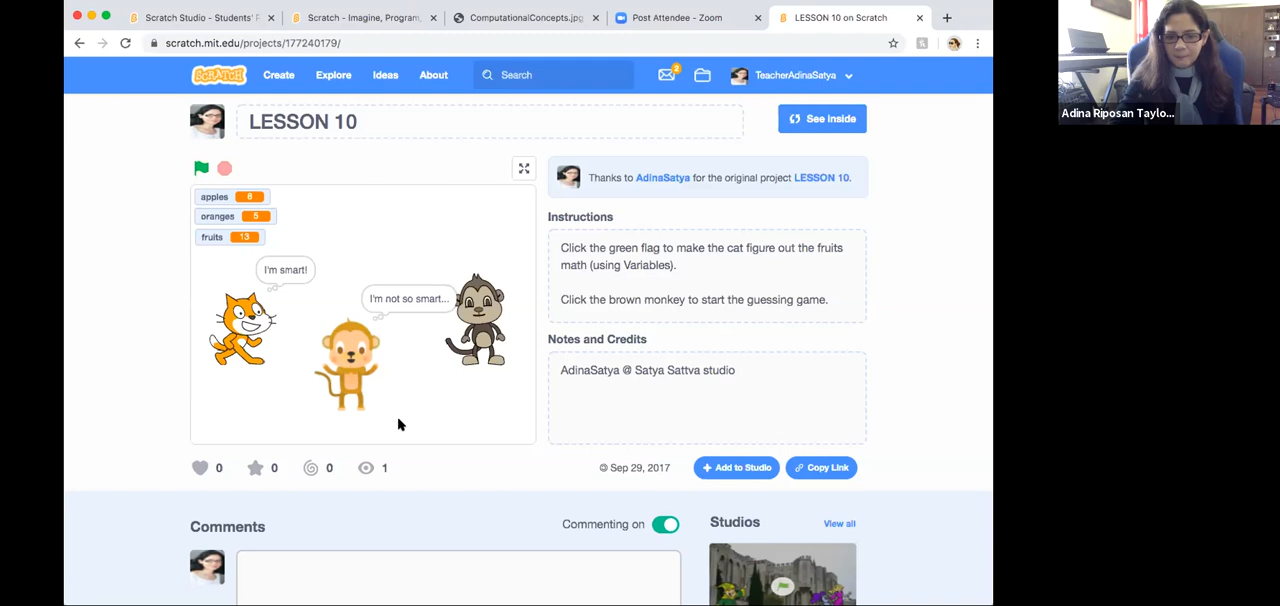 Scratch Studio - Students' P
Scratch - Imagine, Program,
ComputationalConcepts.jpg
Post Attendee - Zoom
LESSON 10 on Scratch
scratch.mit.edu/projects/177240179/
SCRATCH
Create
Explore
Ideas
About
Search
2
TeacherAdinaSatya
LESSON 10
See inside
apples 6
oranges 5
fruits 13
I'm smart!
I'm not so smart...
Thanks to AdinaSatya for the original project LESSON 10.
Instructions
Click the green flag to make the cat figure out the fruits
math (using Variables).
Click the brown monkey to start the guessing game.
Notes and Credits
AdinaSatya @ Satya Sattva studio
0
0
0
1
© Sep 29, 2017
+ Add to Studio
Copy Link
Comments
Commenting on
Studios
View all
Adina Riposan Taylo...